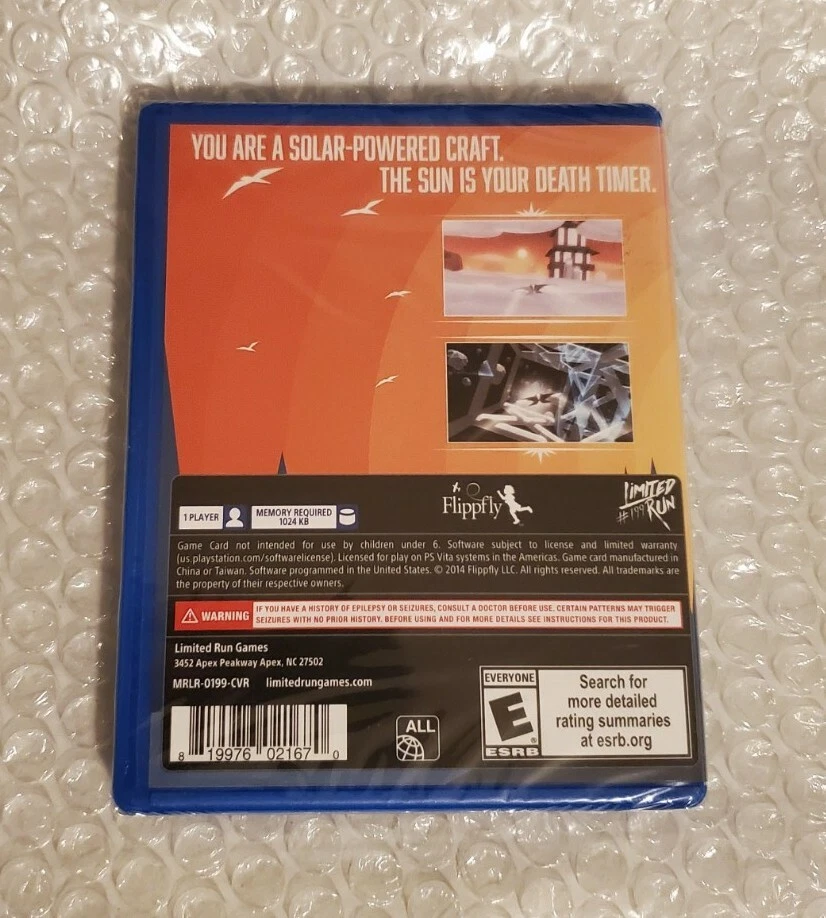 YOU ARE A SOLAR-POWERED CRAFT.
THE SUN IS YOUR DEATH TIMER.
Flippfly
LIMITED
#199 RUN
1 PLAYER
MEMORY REQUIRED
1024 KB
Game Card not intended for use by children under 6. Software subject to license and limited warranty
(us.playstation.com/softwarelicense). Licensed for play on PS Vita systems in the Americas. Game card manufactured in
China or Taiwan. Software programmed in the United States. © 2014 Flippfly LLC. All rights reserved. All trademarks are
the property of their respective owners.
WARNING
IF YOU HAVE A HISTORY OF EPILEPSY OR SEIZURES, CONSULT A DOCTOR BEFORE USE. CERTAIN PATTERNS MAY TRIGGER
SEIZURES WITH NO PRIOR HISTORY. BEFORE USING AND FOR MORE DETAILS SEE INSTRUCTIONS FOR THIS PRODUCT.
Limited Run Games
3452 Apex Peakway Apex, NC 27502
MRLR-0199-CVR limitedrungames.com
8 19976 02167 0
ALL
EVERYONE
E
®
ESRB
Search for
more detailed
rating summaries
at esrb.org